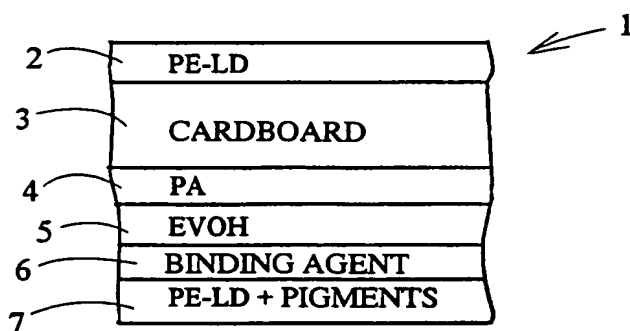 1
2 PE-LD
3 CARDBOARD
4 PA
5 EVOH
6 BINDING AGENT
7 PE-LD + PIGMENTS